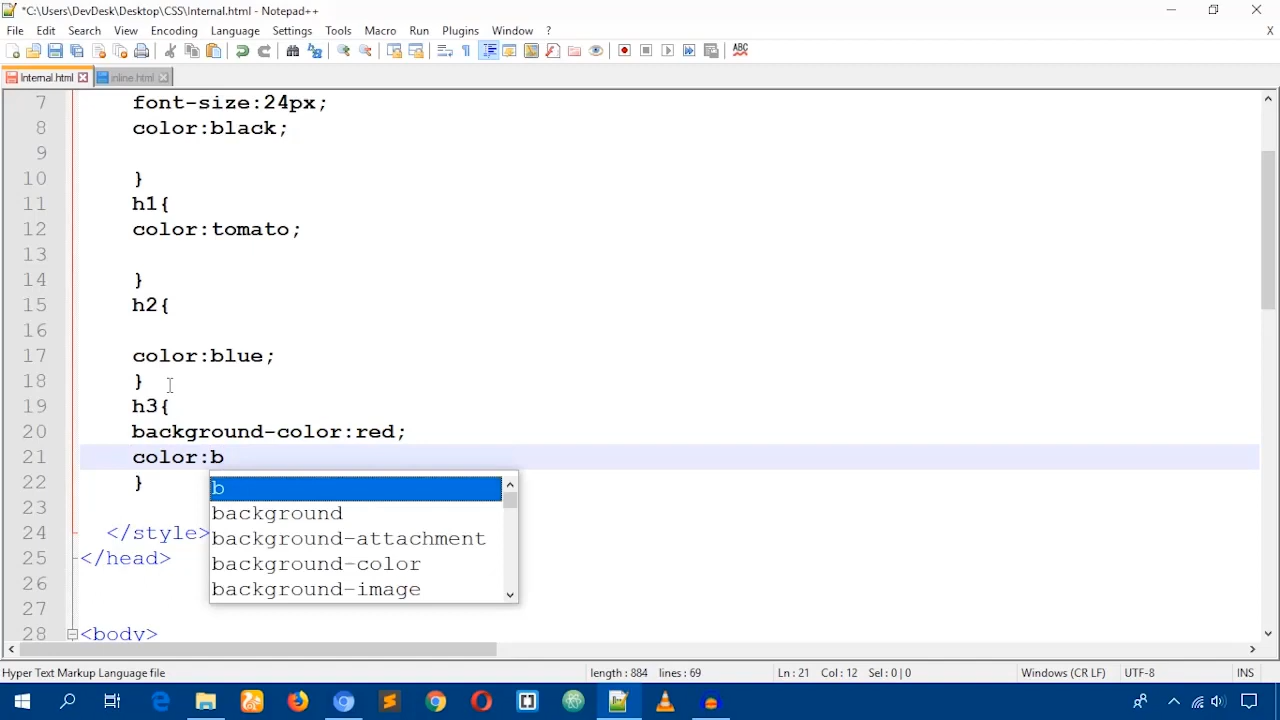 *C:\Users\DevDesk\Desktop\CSS\Internal.html - Notepad++
File Edit Search View Encoding Language Settings Tools Macro Run Plugins Window ? X
ABC
Internal.html inline.html
7 font-size:24px;
8 color:black;
9
10 }
11 h1{
12 color:tomato;
13
14 }
15 h2{
16
17 color:blue;
18 }
19 h3{
20 background-color:red;
21 color:b
22 }
23
24 </style>
25 </head>
26
27
28 <body>
b
background
background-attachment
background-color
background-image
Hyper Text Markup Language file length : 884 lines : 69 Ln : 21 Col : 12 Sel : 0 | 0 Windows (CR LF) UTF-8 INS